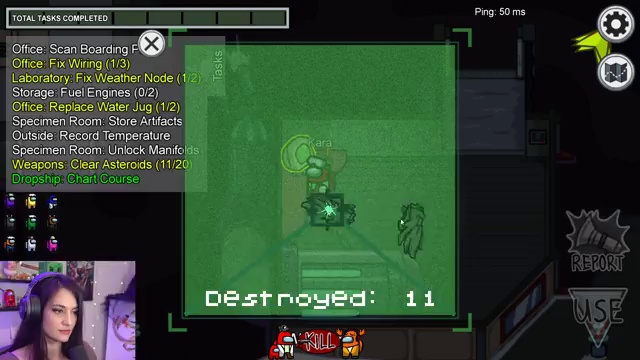 TOTAL TASKS COMPLETED
Ping: 50 ms
Office: Scan Boarding P
Office: Fix Wiring (1/3)
Laboratory: Fix Weather Node (1/2)
Storage: Fuel Engines (0/2)
Office: Replace Water Jug (1/2)
Specimen Room: Store Artifacts
Outside: Record Temperature
Specimen Room: Unlock Manifolds
Weapons: Clear Asteroids (11/20)
Dropship: Chart Course
Tasks
Kara
REPORT
USE
Destroyed: 11
KILL